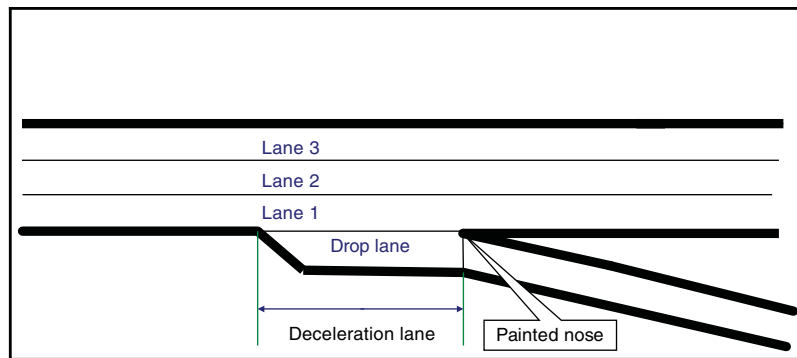 Lane 3
Lane 2
Lane 1
Drop lane
Deceleration lane
Painted nose